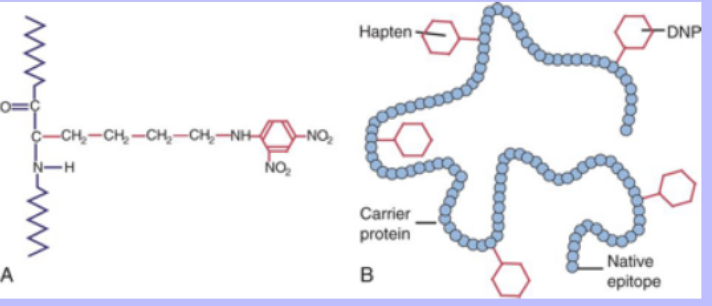 O=C
C—CH₂—CH₂—CH₂—CH₂—NH—NO₂
NO₂
N—H
A
Hapten
DNP
Carrier
protein
Native
epitope
B